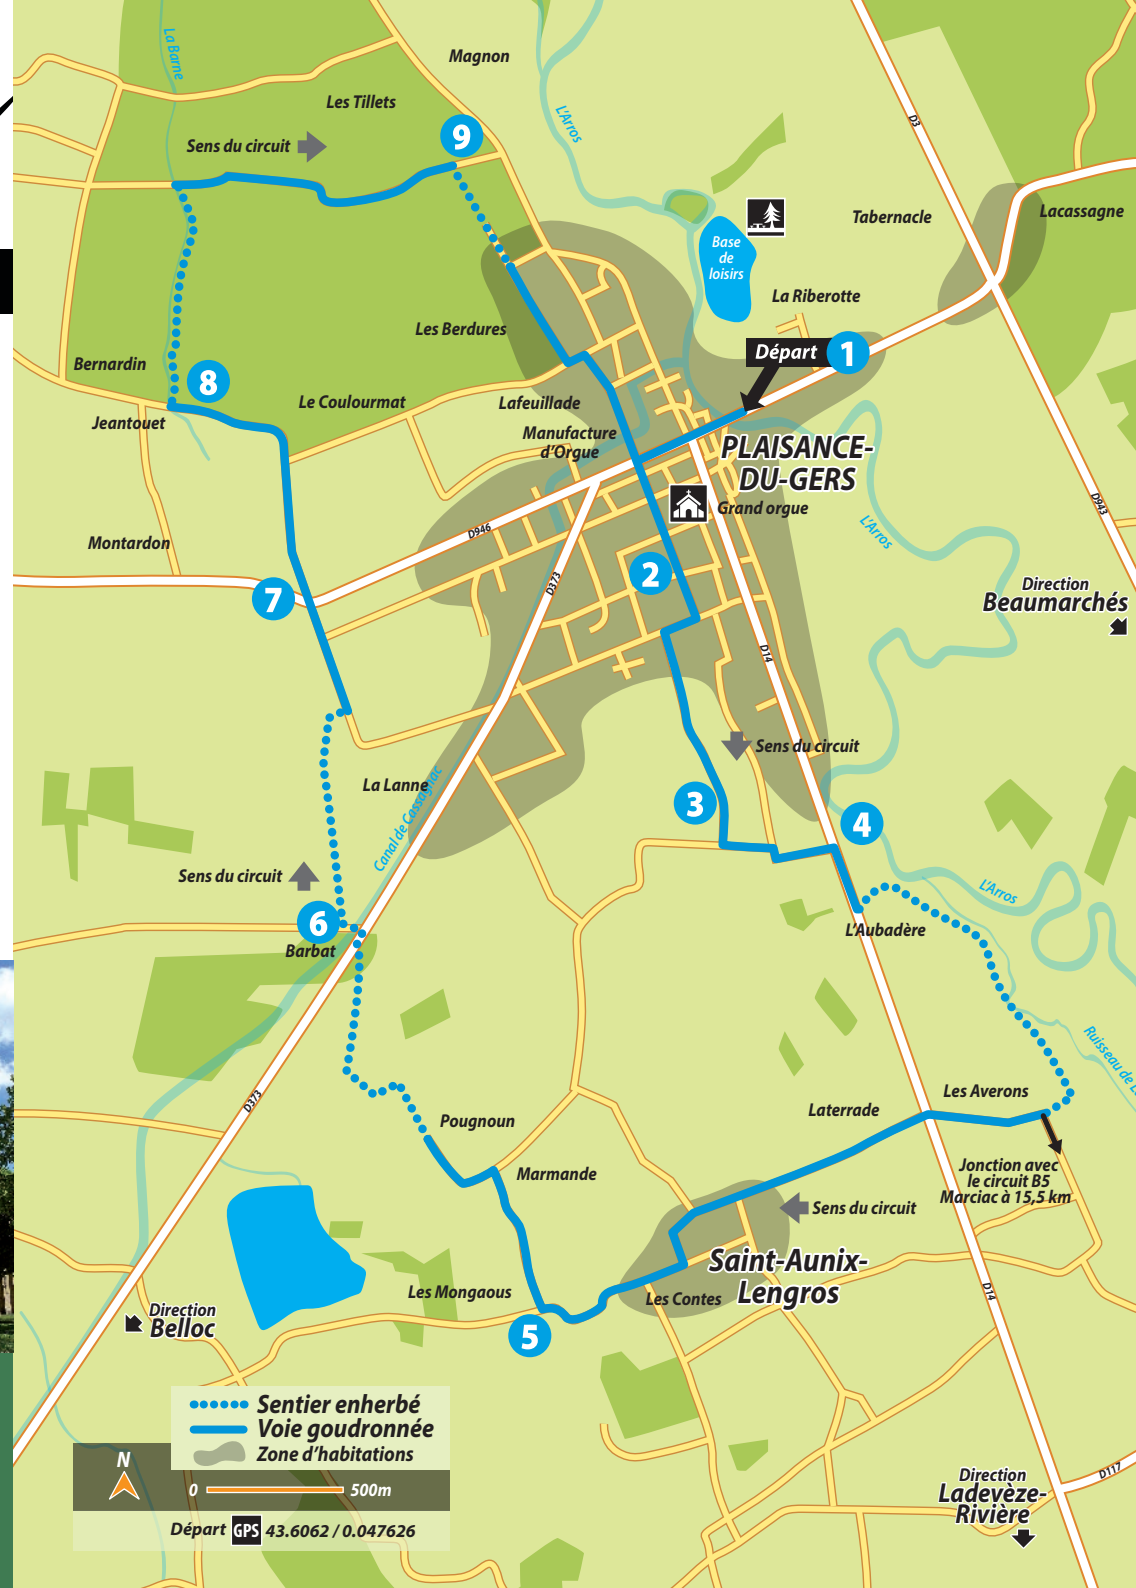 La Barne
Magnon
Les Tillets
L'Arros
D3
9
Sens du circuit
Tabernacle
Lacassagne
Base
de
loisirs
La Riberotte
Les Berdures
Départ
1
Bernardin
8
Jeantouet
Le Coulourmat
Lafeuillade
Manufacture
d'Orgue
PLAISANCE-
DU-GERS
Grand orgue
D946
D943
L'Arros
Montardon
D373
2
Direction
Beaumarchés
7
D14
Sens du circuit
La Lanne
Canal de Cassagnac
3
4
Sens du circuit
L'Arros
6
Barbat
L'Aubadère
Ruisseau de
Les Averons
D373
Laterrade
Pougnoun
Marmande
Jonction avec
le circuit B5
Marciac à 15,5 km
Sens du circuit
Saint-Aunix-
Lengros
Les Mongaous
Les Contes
D14
Direction
Belloc
5
Sentier enherbé
Voie goudronnée
Zone d'habitations
N
0
500m
Départ GPS 43.6062 / 0.047626
D117
Direction
Ladevèze-
Rivière